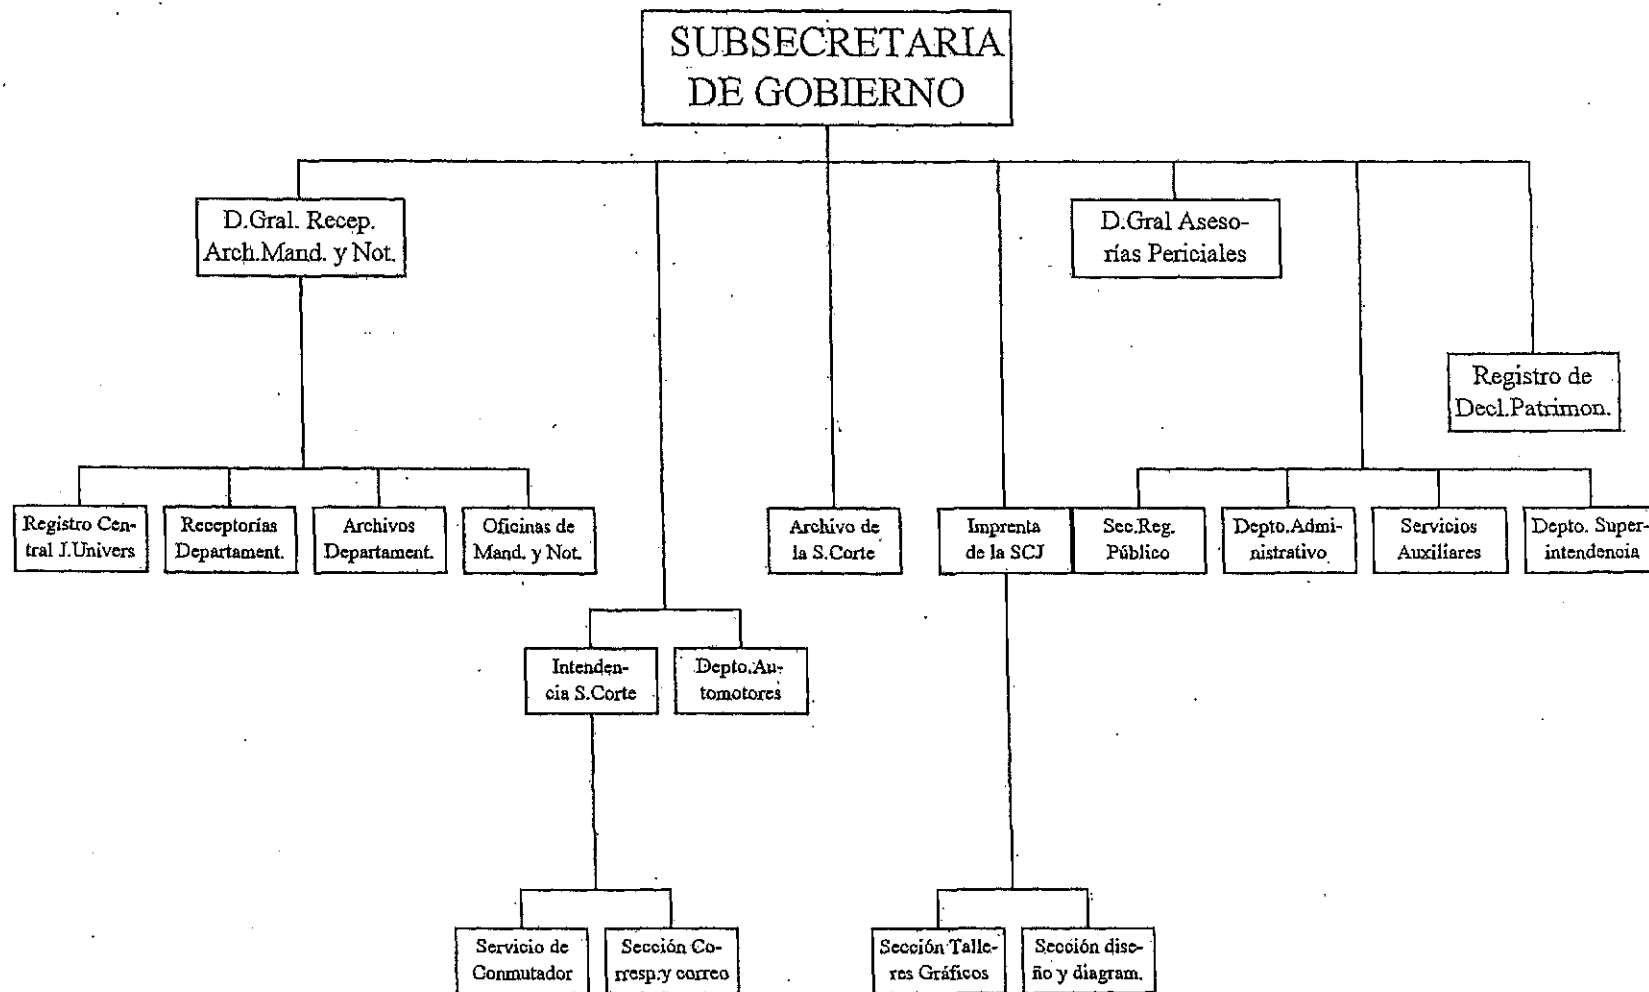 SUBSECRETARIA
DE GOBIERNO
D.Gral. Recep.
Arch.Mand. y Not.
D.Gral Aseso-
rías Periciales
Registro de
Decl.Patrimon.
Registro Cen-
tral J.Univers
Receptorías
Departament.
Archivos
Departament.
Oficinas de
Mand. y Not.
Archivo de
la S.Corte
Imprenta
de la SCJ
Sec.Reg.
Público
Depto.Admi-
nistrativo
Servicios
Auxiliares
Depto. Super-
intendencia
Intenden-
cia S.Corte
Depto.Au-
tomotores
Servicio de
Conmutador
Sección Co-
rresp.y correo
Sección Talle-
res Gráficos
Sección dise-
ño y diagram.